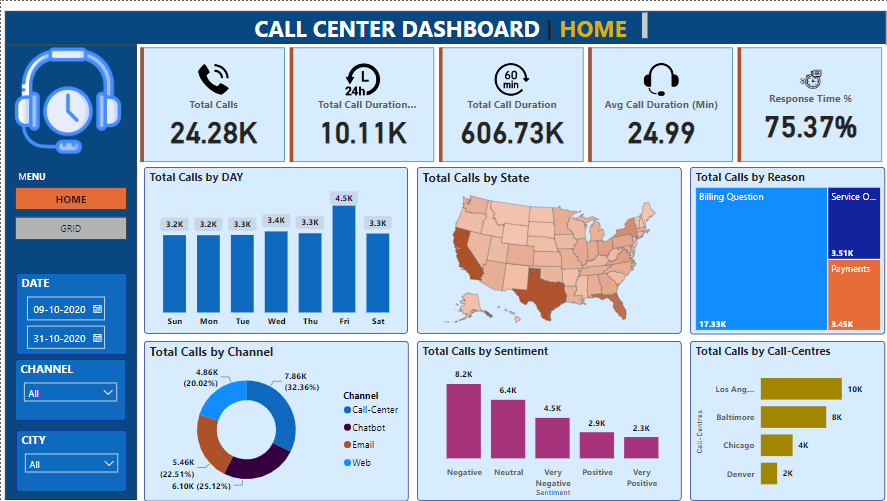 CALL CENTER DASHBOARD | HOME
MENU
HOME
GRID
DATE
09-10-2020
31-10-2020
CHANNEL
All
CITY
All
Total Calls
24.28K
24h
Total Call Duration...
10.11K
60
min
Total Call Duration
606.73K
Avg Call Duration (Min)
24.99
Response Time %
75.37%
Total Calls by DAY
3.2K 3.2K 3.3K 3.4K 3.3K 4.5K 3.3K
Sun Mon Tue Wed Thu Fri Sat
Total Calls by State
Total Calls by Reason
Billing Question
17.33K
Service O...
3.51K
Payments
3.45K
Total Calls by Channel
4.86K
(20.02%)
7.86K
(32.36%)
5.46K
(22.51%)
6.10K (25.12%)
Channel
Call-Center
Chatbot
Email
Web
Total Calls by Sentiment
8.2K 6.4K 4.5K 2.9K 2.3K
Negative Neutral Very Negative Positive Very Positive
Sentiment
Total Calls by Call-Centres
Call-Centres
Los Ang... 10K
Baltimore 8K
Chicago 4K
Denver 2K